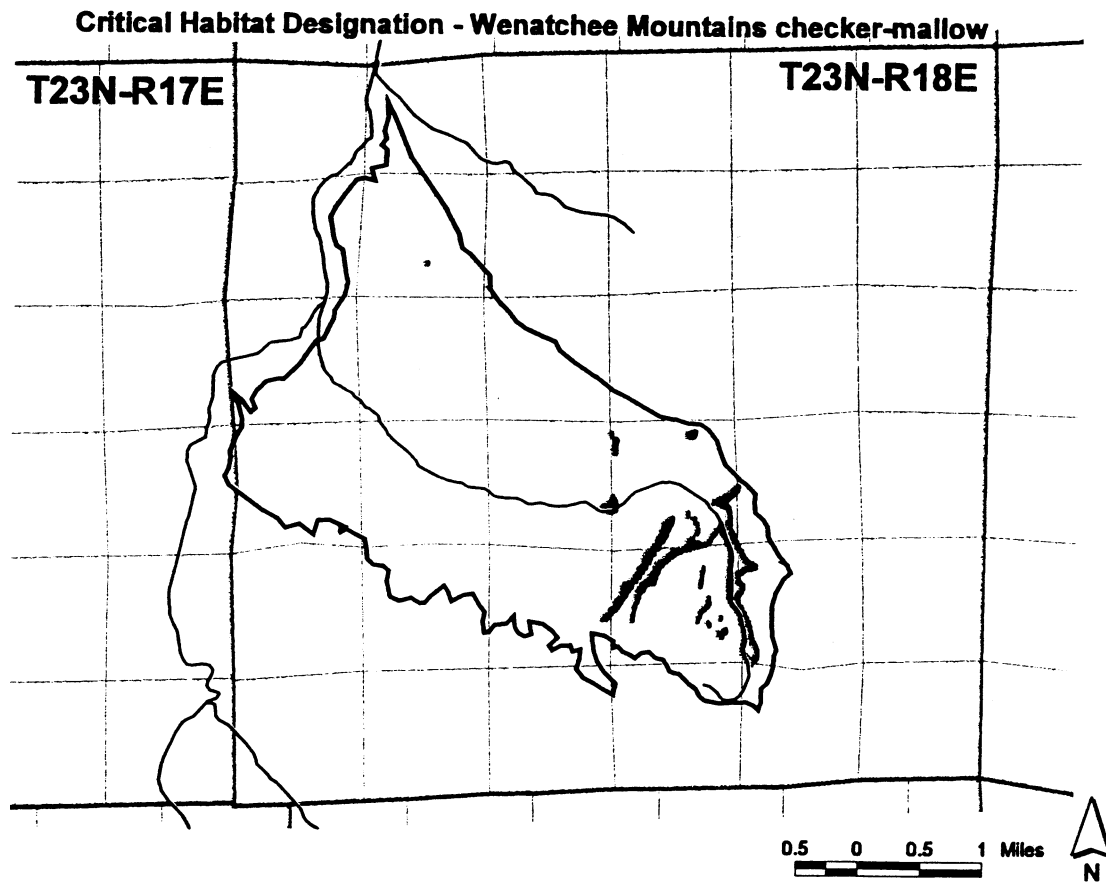 Critical Habitat Designation - Wenatchee Mountains checker-mallow
T23N-R17E
T23N-R18E
0.5 0 0.5 1 Miles
N